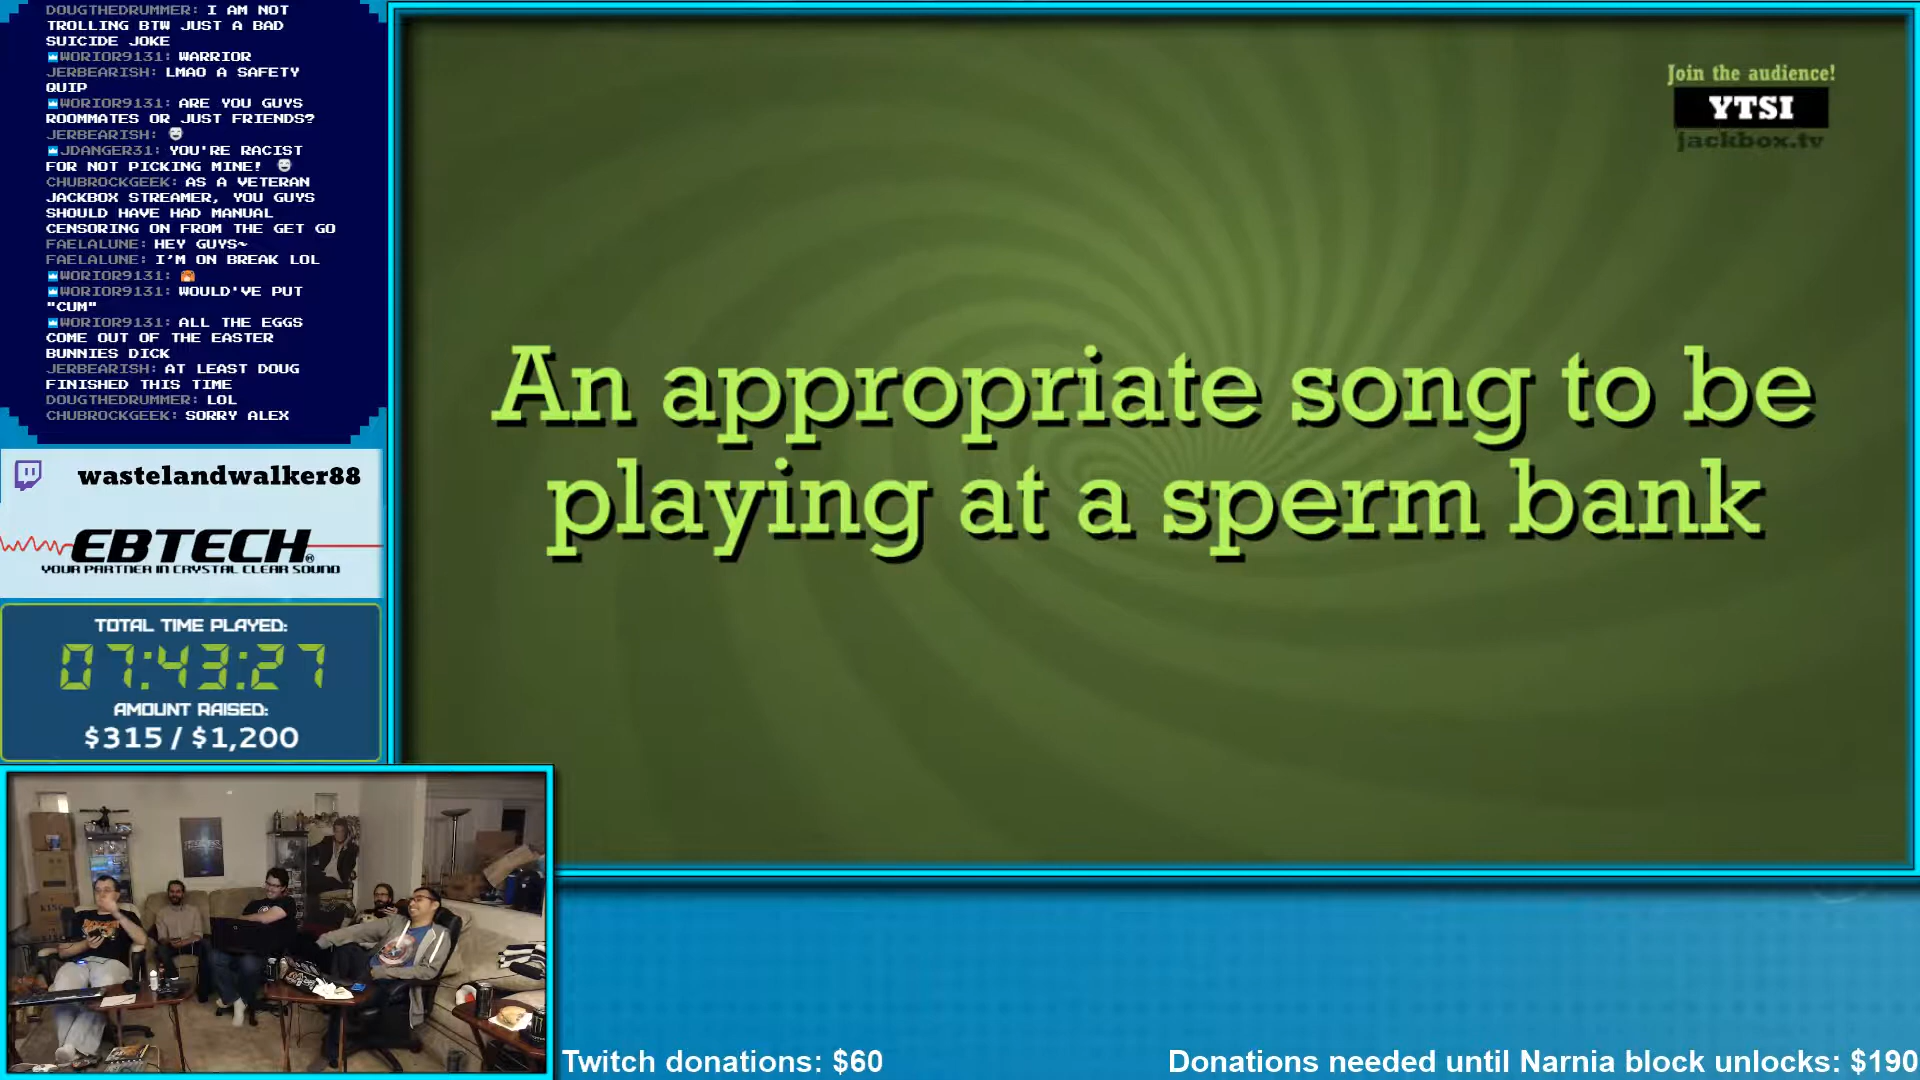 DOUGTHEDRUMMER: I AM NOT
TROLLING BTW JUST A BAD
SUICIDE JOKE
WORIOR9131: WARRIOR
JERBEARISH: LMAO A SAFETY
QUIP
WORIOR9131: ARE YOU GUYS
ROOMMATES OR JUST FRIENDS?
JERBEARISH:
JDANGER31: YOU'RE RACIST
FOR NOT PICKING MINE!
CHUBROCKGEEK: AS A VETERAN
JACKBOX STREAMER, YOU GUYS
SHOULD HAVE HAD MANUAL
CENSORING ON FROM THE GET GO
FAELALUNE: HEY GUYS~
FAELALUNE: I'M ON BREAK LOL
WORIOR9131:
WORIOR9131: WOULD'VE PUT
"CUM"
WORIOR9131: ALL THE EGGS
COME OUT OF THE EASTER
BUNNIES DICK
JERBEARISH: AT LEAST DOUG
FINISHED THIS TIME
DOUGTHEDRUMMER: LOL
CHUBROCKGEEK: SORRY ALEX
wastelandwalker88
EBTECH®
YOUR PARTNER IN CRYSTAL CLEAR SOUND
TOTAL TIME PLAYED:
07:43:27
AMOUNT RAISED:
$315 / $1,200
Join the audience!
YTSI
jackbox.tv
An appropriate song to be
playing at a sperm bank
Twitch donations: $60
Donations needed until Narnia block unlocks: $190